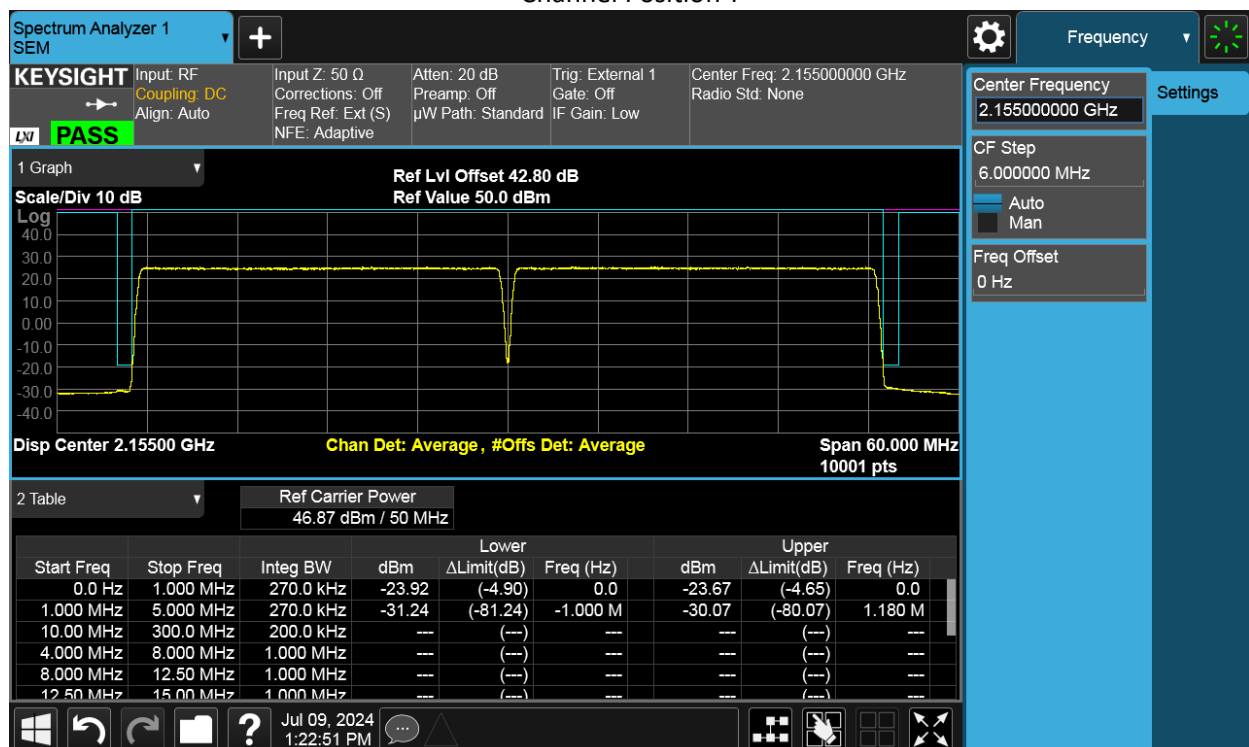 Channel Position T
Spectrum Analyzer 1
SEM
Frequency
KEYSIGHT
LXI
PASS
Input: RF
Coupling: DC
Align: Auto
Input Z: 50 Ω
Corrections: Off
Freq Ref: Ext (S)
NFE: Adaptive
Atten: 20 dB
Preamp: Off
µW Path: Standard
Trig: External 1
Gate: Off
IF Gain: Low
Center Freq: 2.155000000 GHz
Radio Std: None
Center Frequency
2.155000000 GHz
Settings
CF Step
6.000000 MHz
Auto
Man
Freq Offset
0 Hz
1 Graph
Scale/Div 10 dB
Ref Lvl Offset 42.80 dB
Ref Value 50.0 dBm
Log
40.0
30.0
20.0
10.0
0.00
-10.0
-20.0
-30.0
-40.0
Disp Center 2.15500 GHz
Chan Det: Average, #Offs Det: Average
Span 60.000 MHz
10001 pts
2 Table
Ref Carrier Power
46.87 dBm / 50 MHz
Lower Upper
Start Freq Stop Freq Integ BW dBm ΔLimit(dB) Freq (Hz) dBm ΔLimit(dB) Freq (Hz)
0.0 Hz 1.000 MHz 270.0 kHz -23.92 (-4.90) 0.0 -23.67 (-4.65) 0.0
1.000 MHz 5.000 MHz 270.0 kHz -31.24 (-81.24) -1.000 M -30.07 (-80.07) 1.180 M
10.00 MHz 300.0 MHz 200.0 kHz --- (---) --- --- (---) ---
4.000 MHz 8.000 MHz 1.000 MHz --- (---) --- --- (---) ---
8.000 MHz 12.50 MHz 1.000 MHz --- (---) --- --- (---) ---
12.50 MHz 15.00 MHz 1.000 MHz --- (---) --- --- (---) ---
?
Jul 09, 2024
1:22:51 PM